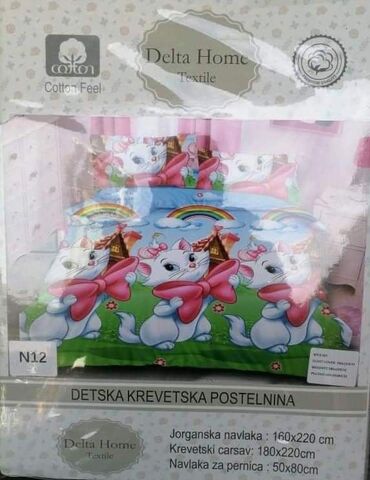 Delta Home
Textile
cotton
Cotton Feel
N12
DETSKA KREVETSKA POSTELNINA
Delta Home
Textile
Jorganska navlaka : 160x220 cm
Krevetski carsav: 180x220cm
Navlaka za pernica : 50x80cm